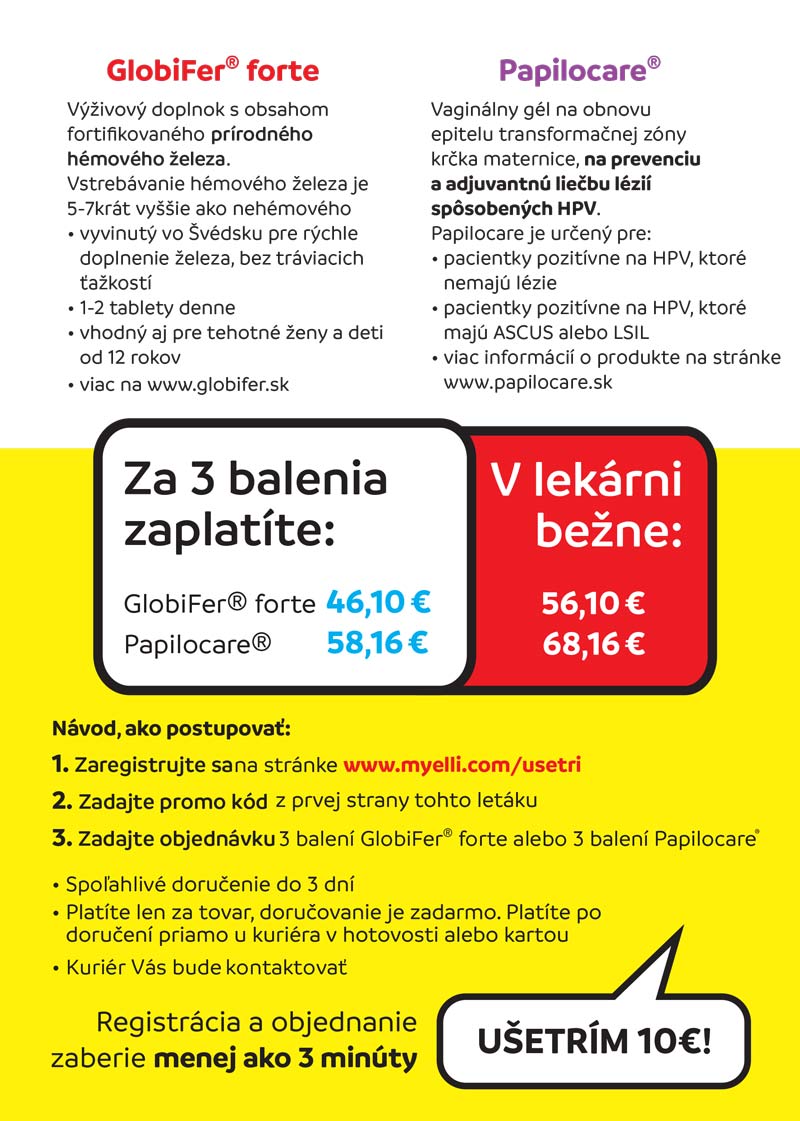 GlobiFer® forte
Výživový doplnok s obsahom
fortifikovaného prírodného
hémového železa.
Vstrebávanie hémového železa je
5-7krát vyššie ako nehémového
• vyvinutý vo Švédsku pre rýchle
doplnenie železa, bez tráviacich
ťažkostí
• 1-2 tablety denne
• vhodný aj pre tehotné ženy a deti
od 12 rokov
• viac na www.globifer.sk
Papilocare®
Vaginálny gél na obnovu
epitelu transformačnej zóny
krčka maternice, na prevenciu
a adjuvantnú liečbu lézií
spôsobených HPV.
Papilocare je určený pre:
• pacientky pozitívne na HPV, ktoré
nemajú lézie
• pacientky pozitívne na HPV, ktoré
majú ASCUS alebo LSIL
• viac informácií o produkte na stránke
www.papilocare.sk
Za 3 balenia
zaplatíte:
GlobiFer® forte 46,10 €
Papilocare® 58,16 €
V lekárni
bežne:
56,10 €
68,16 €
Návod, ako postupovať:
1. Zaregistrujte sana stránke www.myelli.com/usetri
2. Zadajte promo kód z prvej strany tohto letáku
3. Zadajte objednávku 3 balení GlobiFer® forte alebo 3 balení Papilocare®
• Spoľahlivé doručenie do 3 dní
• Platíte len za tovar, doručovanie je zadarmo. Platíte po
doručení priamo u kuriéra v hotovosti alebo kartou
• Kuriér Vás bude kontaktovať
Registrácia a objednanie
zaberie menej ako 3 minúty
UŠETRÍM 10€!